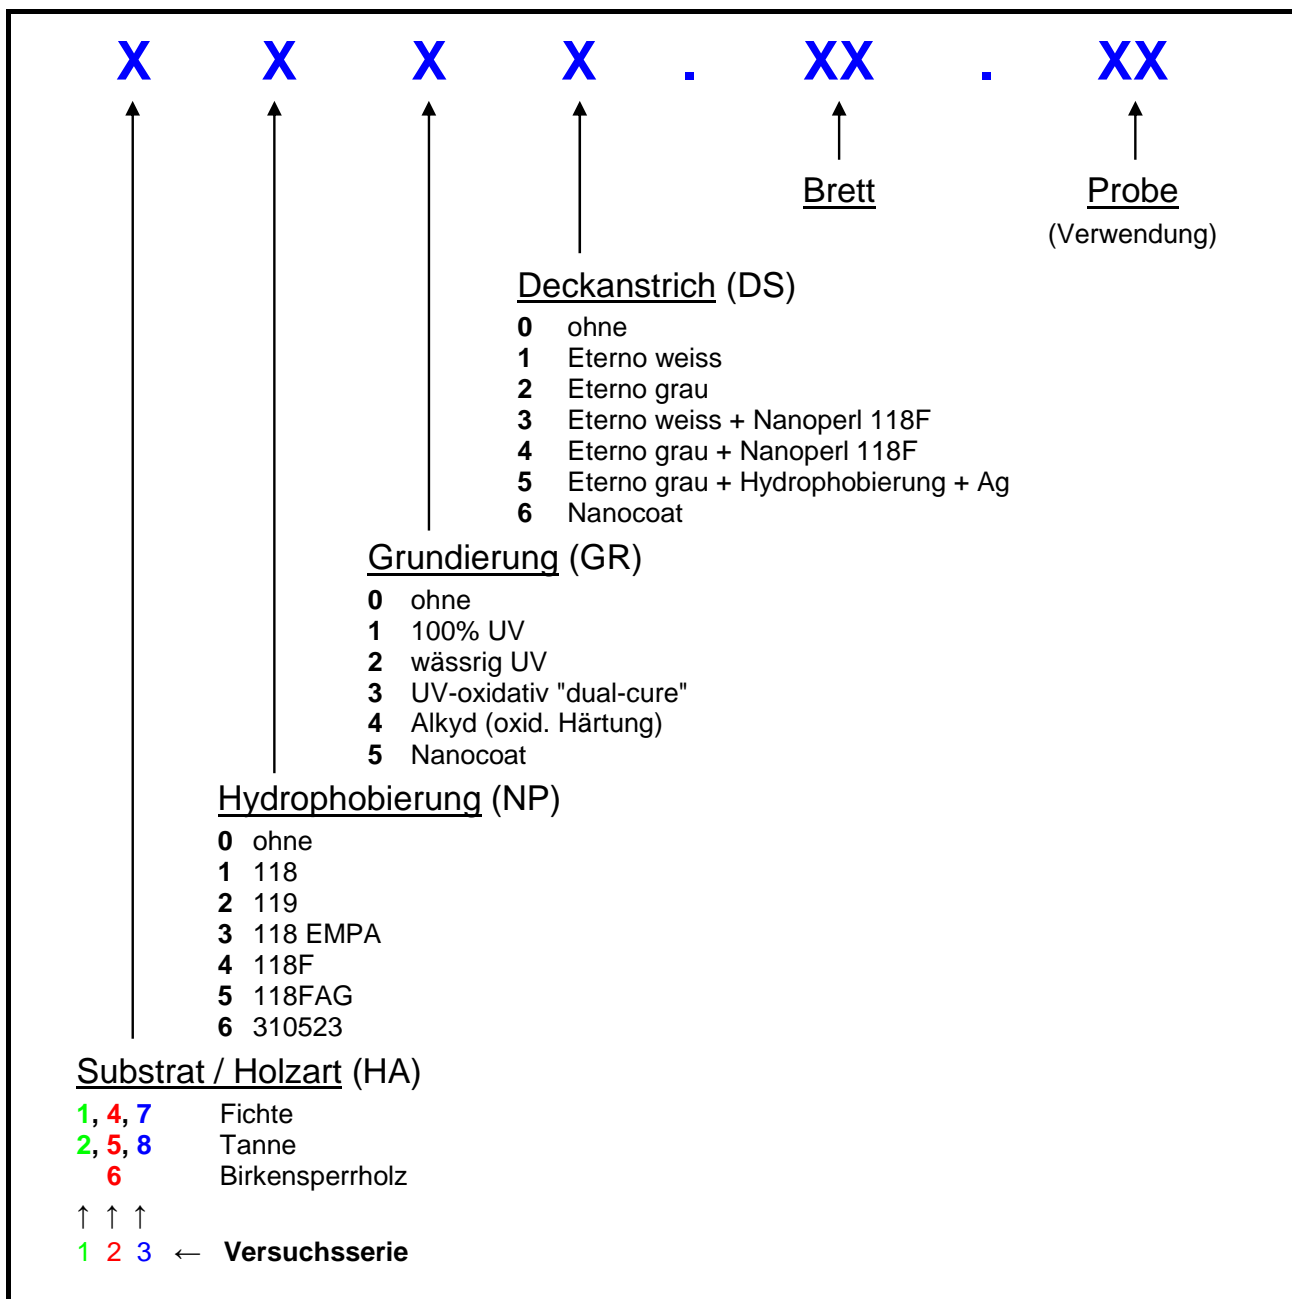 X X X X . XX . XX
Brett Probe
(Verwendung)
Deckanstrich (DS)
0 ohne
1 Eterno weiss
2 Eterno grau
3 Eterno weiss + Nanoperl 118F
4 Eterno grau + Nanoperl 118F
5 Eterno grau + Hydrophobierung + Ag
6 Nanocoat
Grundierung (GR)
0 ohne
1 100% UV
2 wässrig UV
3 UV-oxidativ "dual-cure"
4 Alkyd (oxid. Härtung)
5 Nanocoat
Hydrophobierung (NP)
0 ohne
1 118
2 119
3 118 EMPA
4 118F
5 118FAG
6 310523
Substrat / Holzart (HA)
1, 4, 7 Fichte
2, 5, 8 Tanne
6 Birkensperrholz
↑ ↑ ↑
1 2 3 ← Versuchsserie